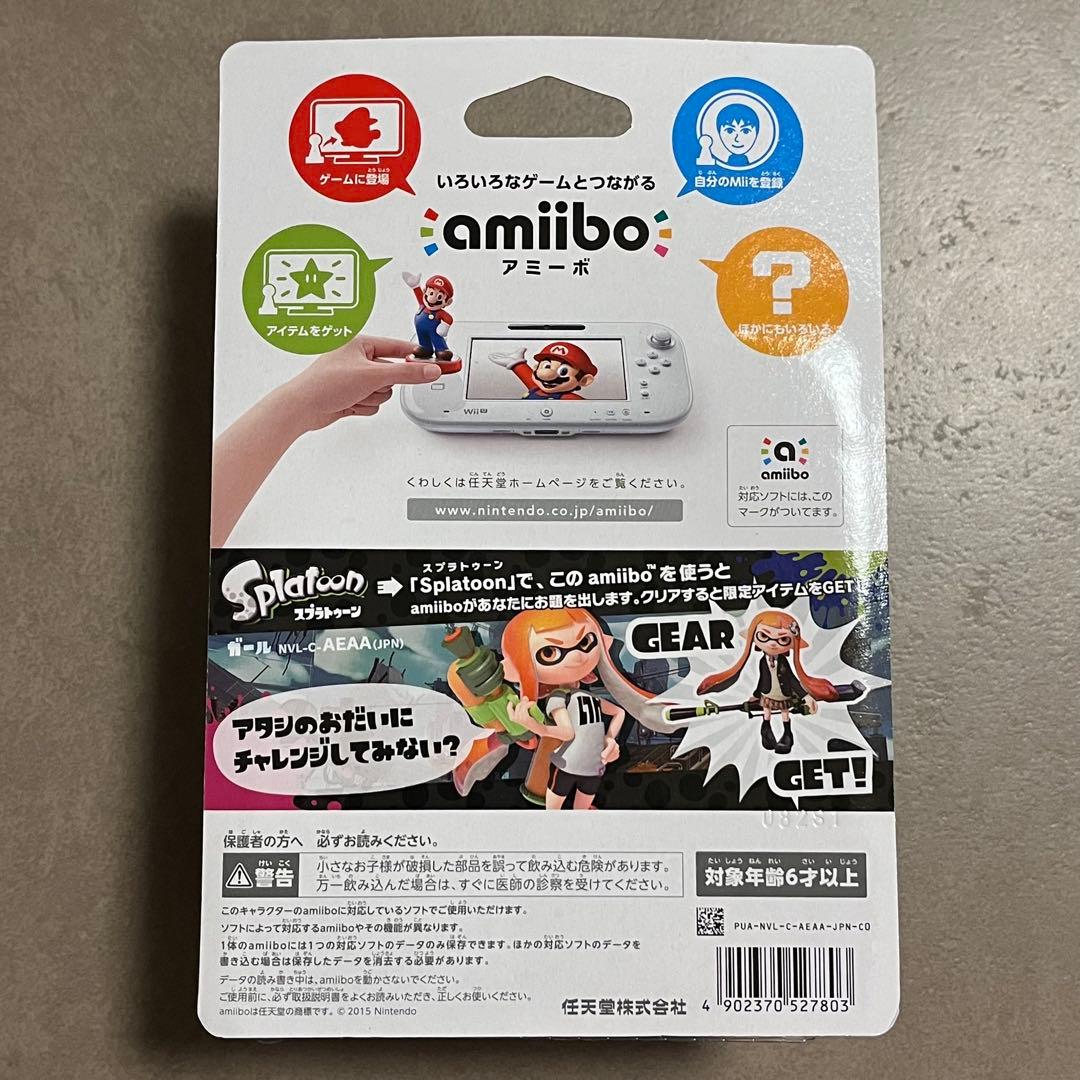 ゲームに登場
いろいろなゲームとつながる
自分のMiiを登録
amiibo
アミーボ
アイテムをゲット
ほかにもいろいろ
Wii U
くわしくは任天堂ホームページをご覧ください。
www.nintendo.co.jp/amiibo/
a
amiibo
対応ソフトには、この
マークがついてます。
Splatoon
スプラトゥーン
スプラトゥーン
「Splatoon」で、この amiibo™ を使うと
amiiboがあなたにお題を出します。クリアすると限定アイテムをGET
ガール NVL-C-AEAA(JPN)
GEAR
アタシのおだいに
チャレンジしてみない?
GET!
保護者の方へ 必ずお読みください。
警告
小さなお子様が破損した部品を誤って飲み込む危険があります。
万一飲み込んだ場合は、すぐに医師の診察を受けてください。
対象年齢6才以上
このキャラクターのamiiboに対応しているソフトでご使用いただけます。
ソフトによって対応するamiiboやその機能が異なります。
1体のamiiboには1つの対応ソフトのデータのみ保存できます。ほかの対応ソフトのデータを
書き込む場合は保存したデータを消去する必要があります。
データの読み書き中は、amiiboを動かさないでください。
ご使用前に、必ず取扱説明書をよくお読みいただき、正しくお使いください。
amiiboは任天堂の商標です。 © 2015 Nintendo
任天堂株式会社
PUA-NVL-C-AEAA-JPN-C0
4 902370 527803